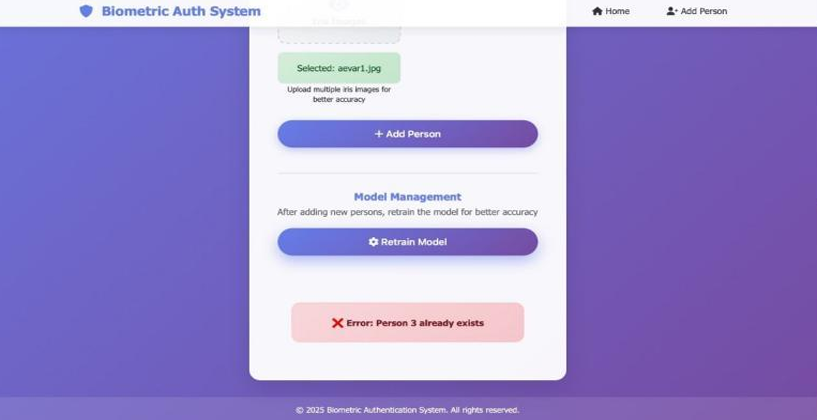 Biometric Auth System
Home
Add Person
Selected: aevar1.jpg
Upload multiple iris images for
better accuracy
+ Add Person
Model Management
After adding new persons, retrain the model for better accuracy
Retrain Model
❌ Error: Person 3 already exists
© 2025 Biometric Authentication System. All rights reserved.